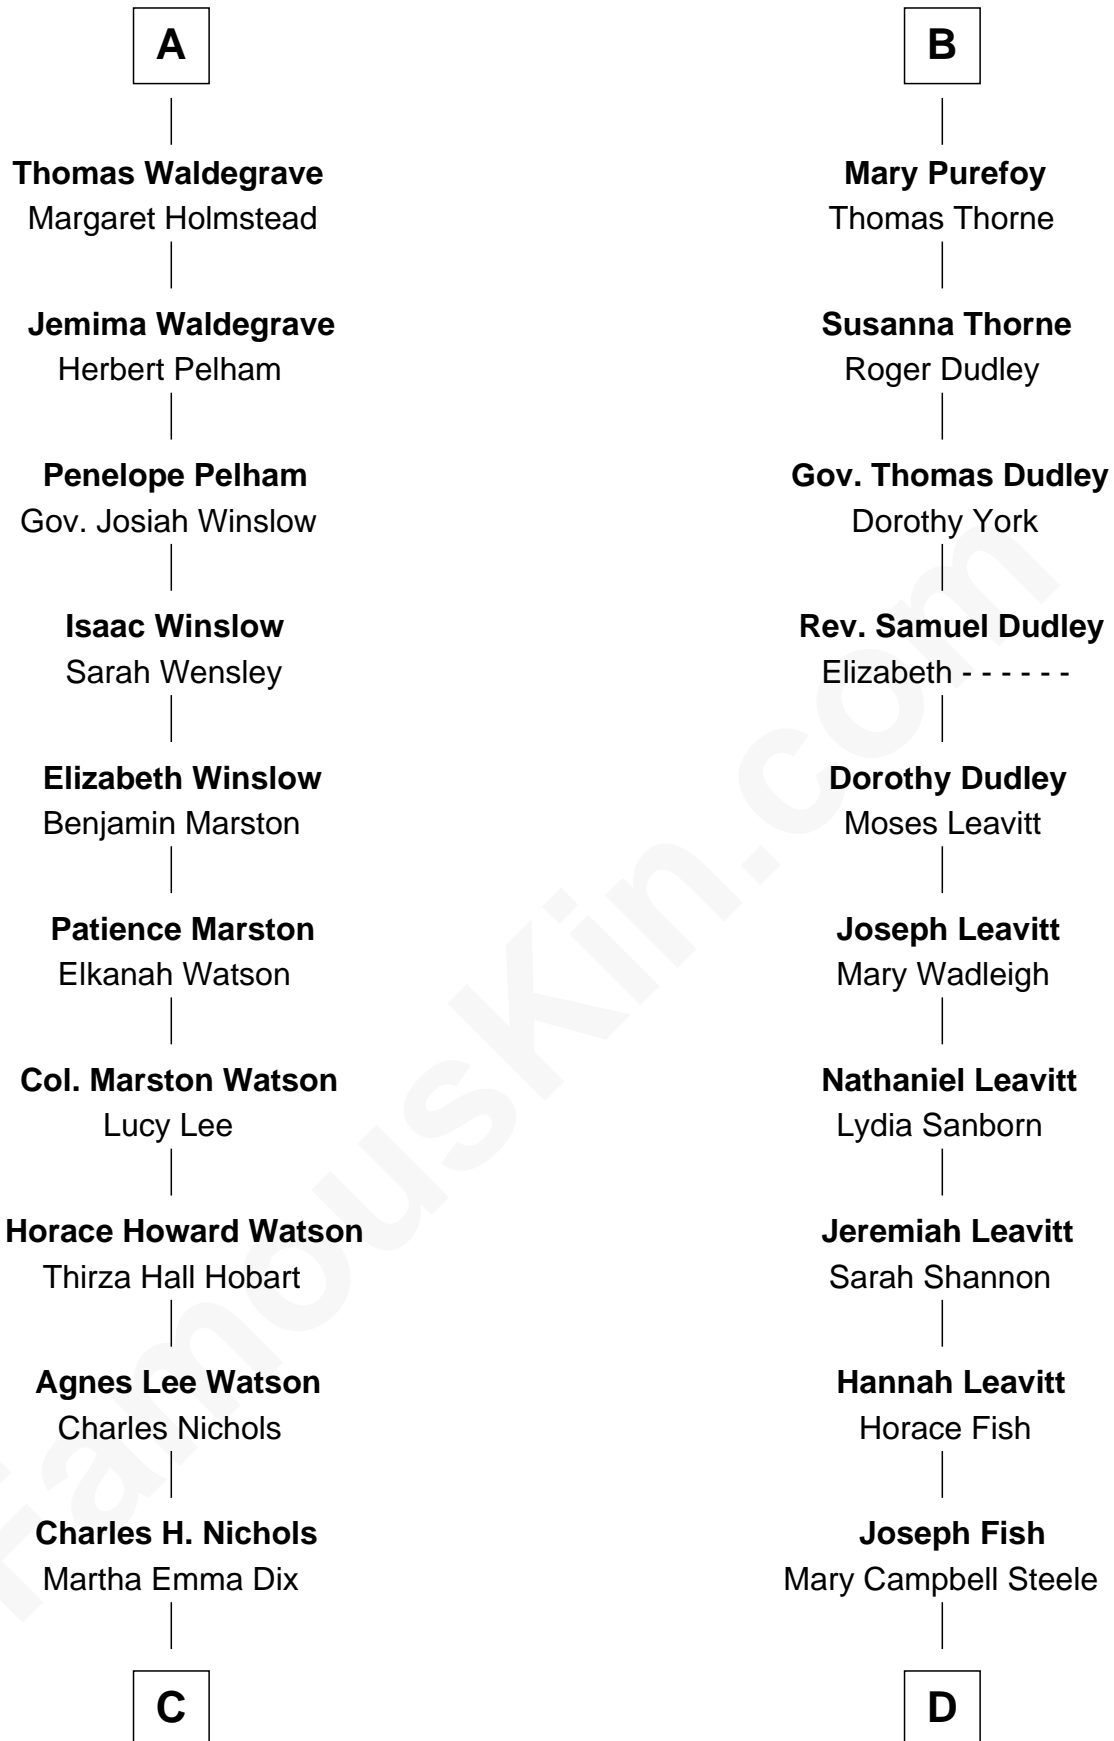 A
Thomas Waldegrave
Margaret Holmstead
Jemima Waldegrave
Herbert Pelham
Penelope Pelham
Gov. Josiah Winslow
Isaac Winslow
Sarah Wensley
Elizabeth Winslow
Benjamin Marston
Patience Marston
Elkanah Watson
Col. Marston Watson
Lucy Lee
Horace Howard Watson
Thirza Hall Hobart
Agnes Lee Watson
Charles Nichols
Charles H. Nichols
Martha Emma Dix
C
B
Mary Purefoy
Thomas Thorne
Susanna Thorne
Roger Dudley
Gov. Thomas Dudley
Dorothy York
Rev. Samuel Dudley
Elizabeth - - - - - -
Dorothy Dudley
Moses Leavitt
Joseph Leavitt
Mary Wadleigh
Nathaniel Leavitt
Lydia Sanborn
Jeremiah Leavitt
Sarah Shannon
Hannah Leavitt
Horace Fish
Joseph Fish
Mary Campbell Steele
D
FamousKin.com